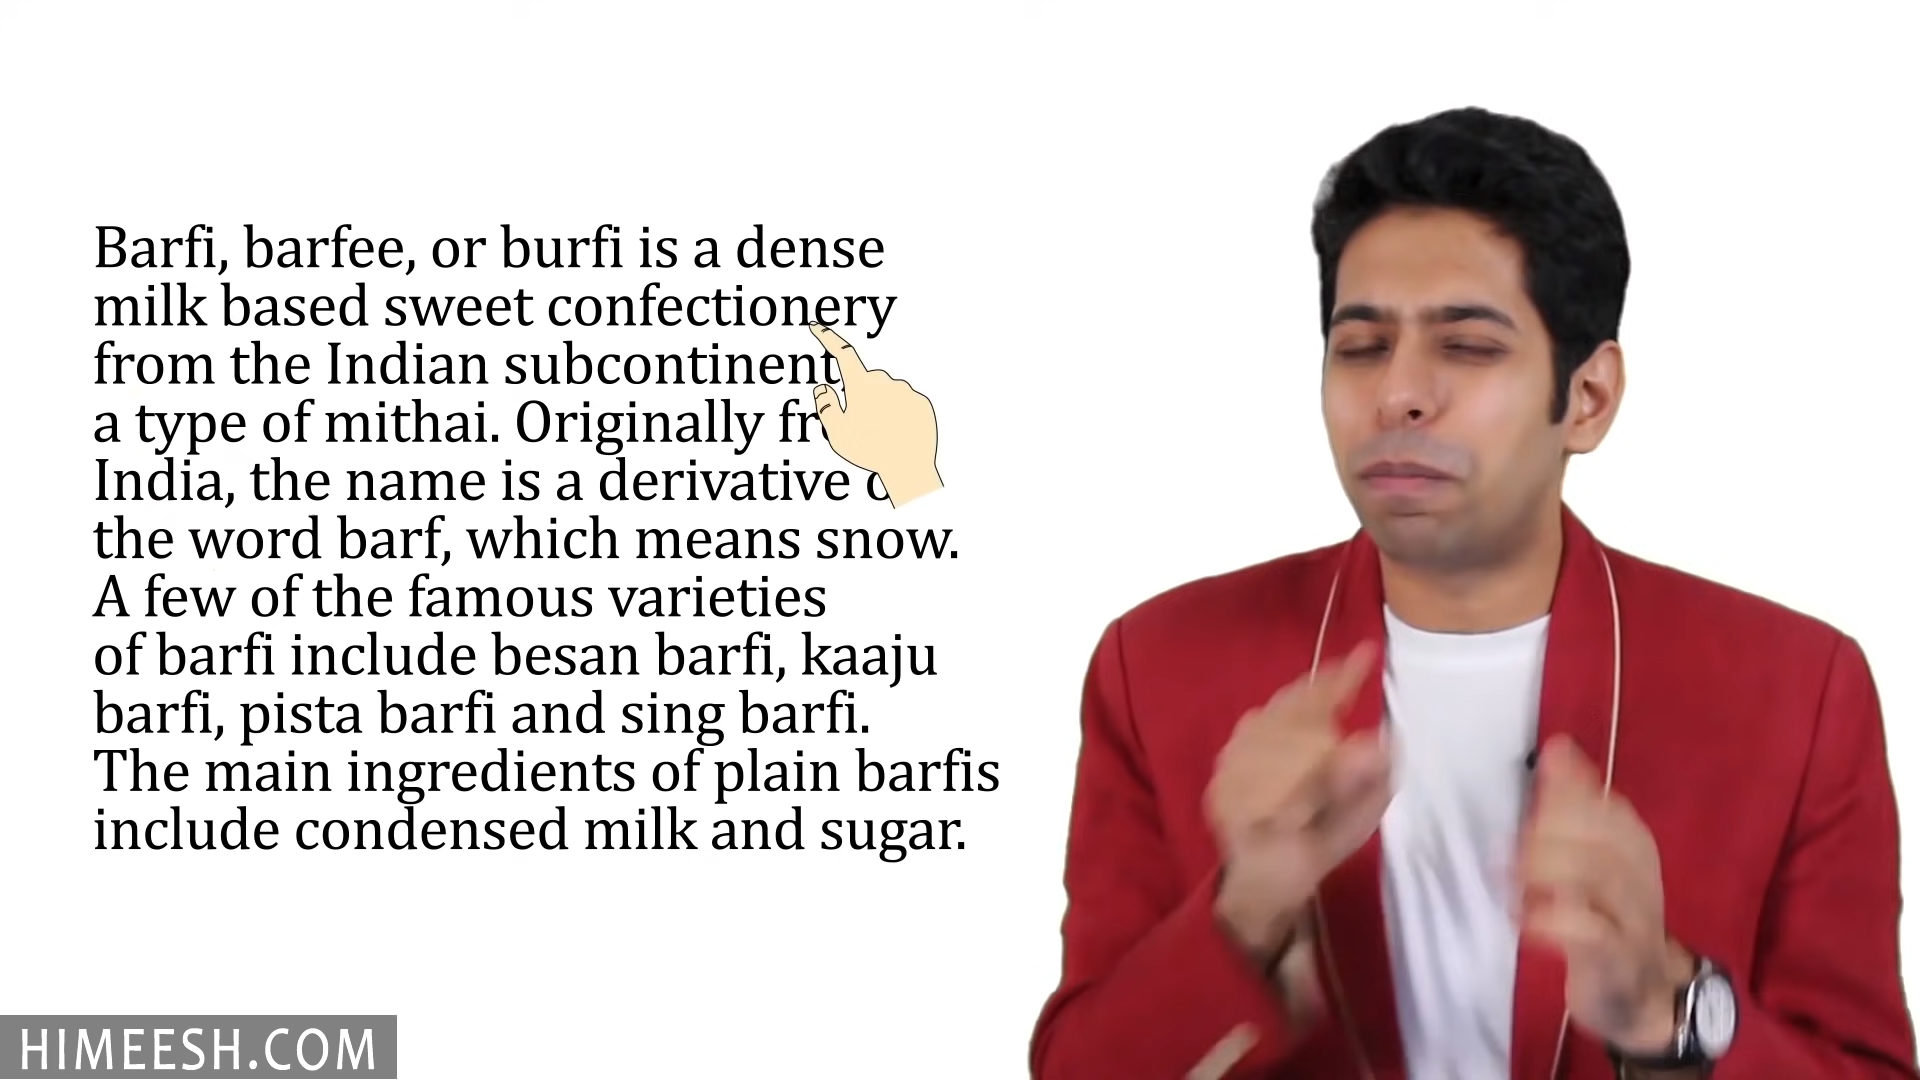 Barfi, barfee, or burfi is a dense
milk based sweet confectionery
from the Indian subcontinent,
a type of mithai. Originally
India, the name is a derivative
the word barf, which means snow.
A few of the famous varieties
of barfi include besan barfi, kaaju
barfi, pista barfi and sing barfi.
The main ingredients of plain barfis
include condensed milk and sugar.
HIMEESH.COM